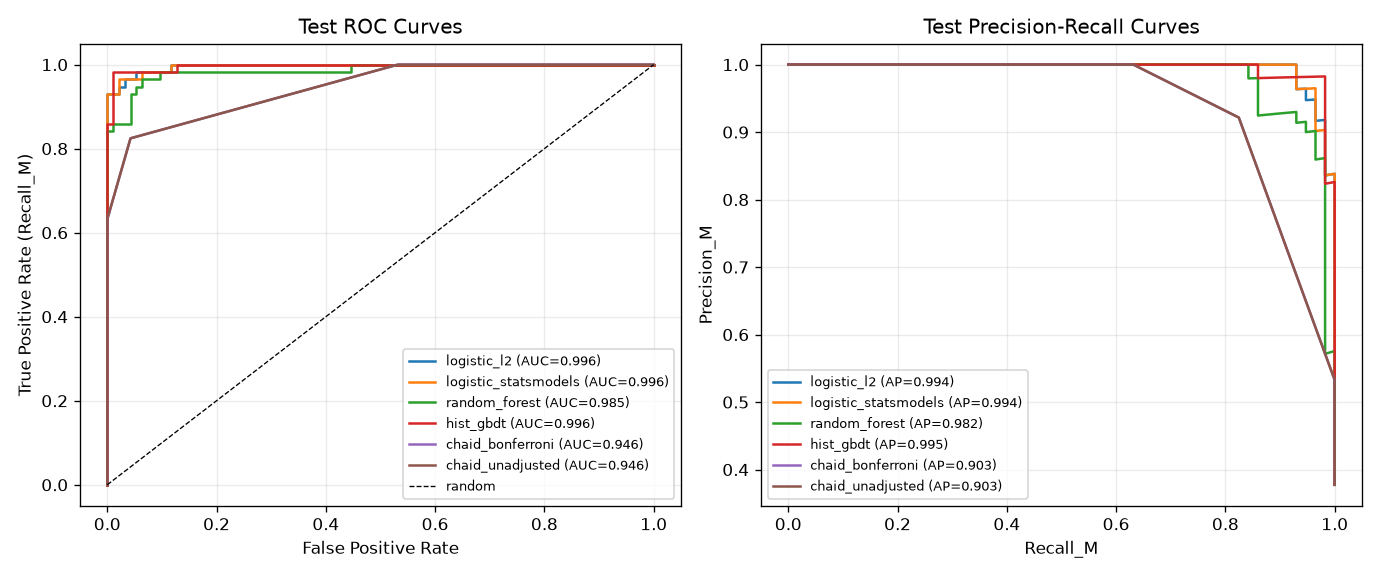 Test ROC Curves
True Positive Rate (Recall_M)
1.0
0.8
0.6
0.4
0.2
0.0
logistic_l2 (AUC=0.996)
logistic_statsmodels (AUC=0.996)
random_forest (AUC=0.985)
hist_gbdt (AUC=0.996)
chaid_bonferroni (AUC=0.946)
chaid_unadjusted (AUC=0.946)
random
0.0 0.2 0.4 0.6 0.8 1.0
False Positive Rate
Test Precision-Recall Curves
Precision_M
1.0
0.9
0.8
0.7
0.6
0.5
0.4
logistic_l2 (AP=0.994)
logistic_statsmodels (AP=0.994)
random_forest (AP=0.982)
hist_gbdt (AP=0.995)
chaid_bonferroni (AP=0.903)
chaid_unadjusted (AP=0.903)
0.0 0.2 0.4 0.6 0.8 1.0
Recall_M